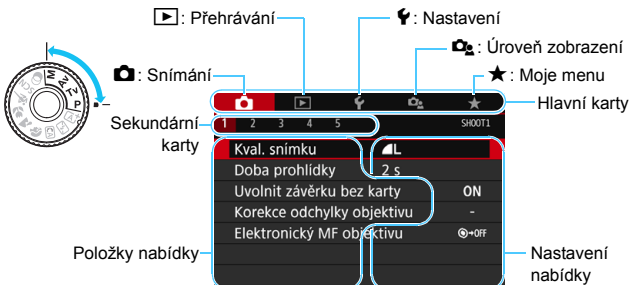 ▶: Přehrávání
: Nastavení
: Úroveň zobrazení
: Snímání
★: Moje menu
M
Av
Tv
P
Hlavní karty
Sekundární karty
1 2 3 4 5 SHOOT1
Kval. snímku L
Doba prohlídky 2 s
Uvolnit závěrku bez karty ON
Korekce odchylky objektivu -
Elektronický MF objektivu →OFF
Položky nabídky
Nastavení nabídky